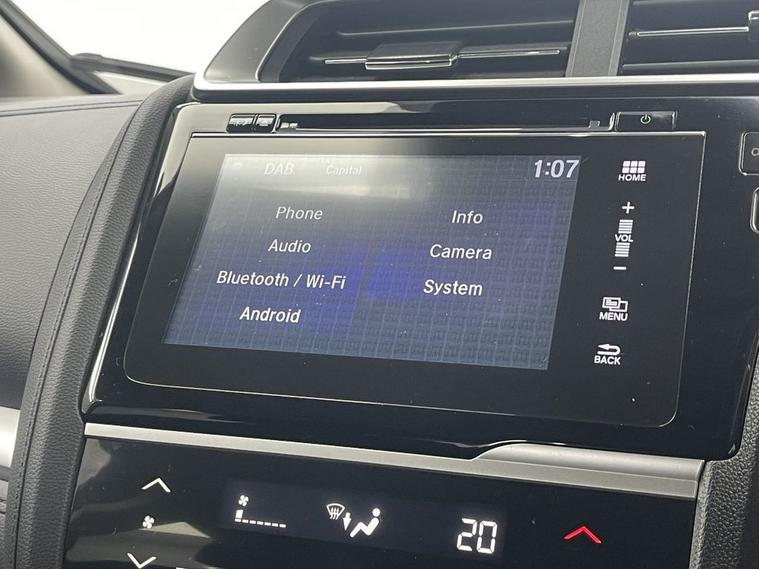 DAB Capital 1:07
HOME
Phone Info
+
Audio
VOL
Camera
Bluetooth / Wi-Fi System
−
MENU
Android
BACK
20